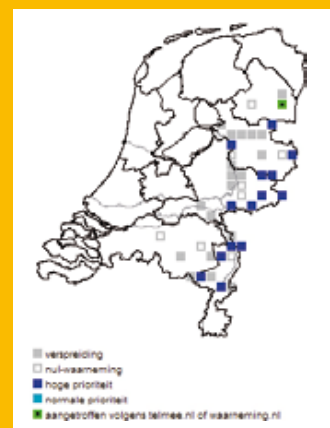 verspreiding
nul-waarneming
hoge prioriteit
normale prioriteit
aangetroffen volgens telmee.nl of waarneming.nl